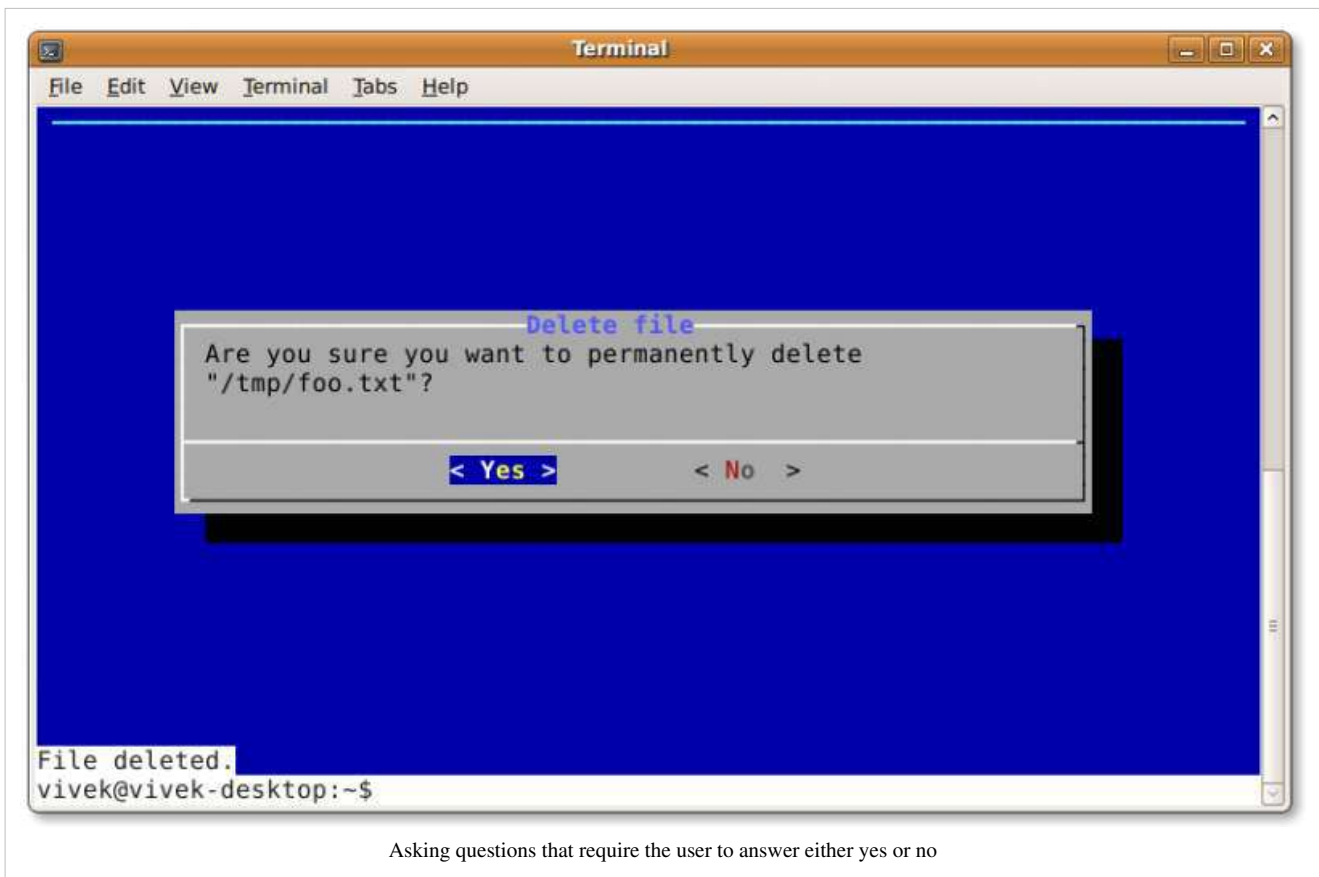 Terminal
File Edit View Terminal Tabs Help
Delete file
Are you sure you want to permanently delete
"/tmp/foo.txt"?
< Yes > < No >
File deleted.
vivek@vivek-desktop:~$
Asking questions that require the user to answer either yes or no